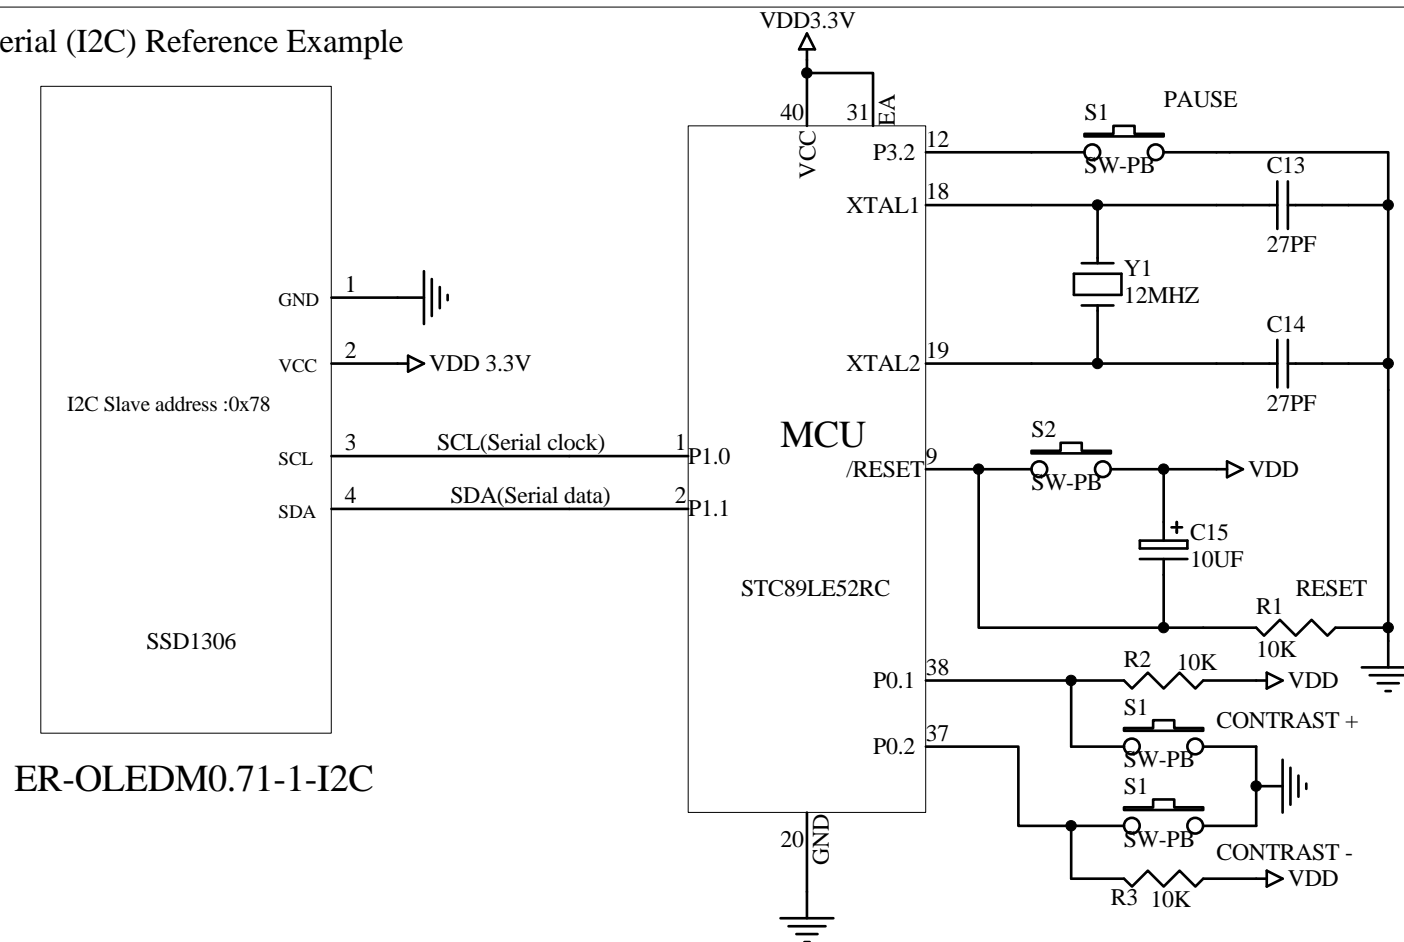 erial (I2C) Reference Example
VDD3.3V
40
31
EA
VCC
PAUSE
S1
P3.2
12
SW-PB
C13
XTAL1
18
27PF
Y1
12MHZ
GND
1
VCC
2
VDD 3.3V
C14
XTAL2
19
27PF
I2C Slave address :0x78
MCU
SCL
3
SCL(Serial clock)
1
P1.0
S2
/RESET
9
SW-PB
VDD
SDA
4
SDA(Serial data)
2
P1.1
C15
10UF
STC89LE52RC
RESET
R1
10K
SSD1306
P0.1
38
R2
10K
VDD
S1
CONTRAST +
SW-PB
P0.2
37
S1
SW-PB
CONTRAST -
VDD
R3
10K
ER-OLEDM0.71-1-I2C
20
GND